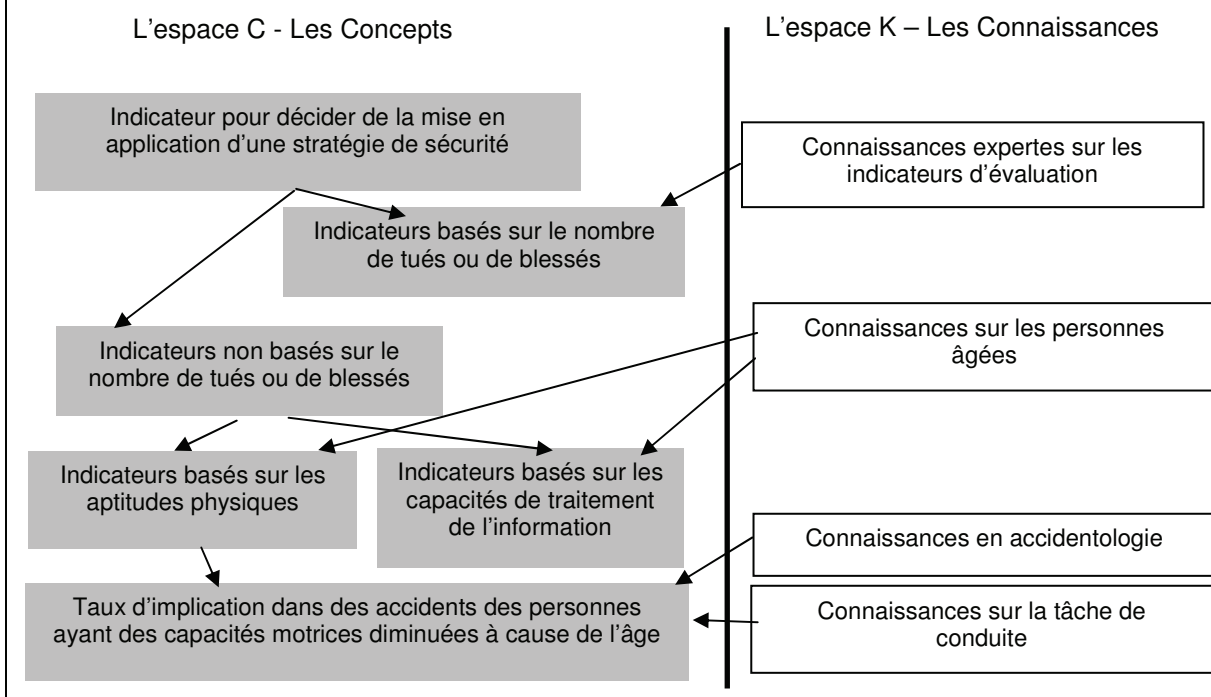 L'espace C - Les Concepts
L'espace K – Les Connaissances
Indicateur pour décider de la mise en
application d'une stratégie de sécurité
Connaissances expertes sur les
indicateurs d'évaluation
Indicateurs basés sur le nombre
de tués ou de blessés
Connaissances sur les personnes
âgées
Indicateurs non basés sur le
nombre de tués ou de blessés
Indicateurs basés sur les
aptitudes physiques
Indicateurs basés sur les
capacités de traitement
de l'information
Connaissances en accidentologie
Taux d'implication dans des accidents des personnes
ayant des capacités motrices diminuées à cause de l'âge
Connaissances sur la tâche de
conduite